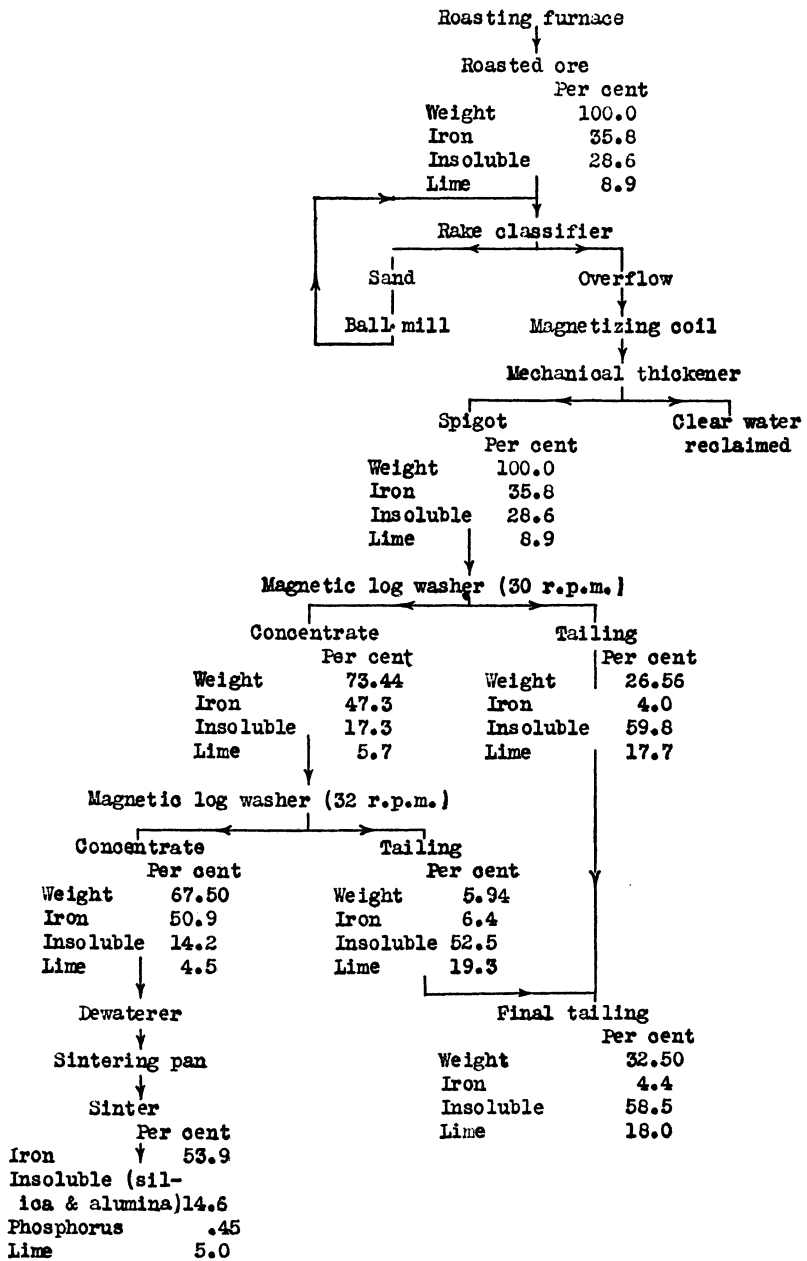 Roasting furnace
Roasted ore
Per cent
Weight 100.0
Iron 35.8
Insoluble 28.6
Lime 8.9
Rake classifier
Sand
Overflow
Ball mill
Magnetizing coil
Mechanical thickener
Spigot
Clear water
reclaimed
Per cent
Weight 100.0
Iron 35.8
Insoluble 28.6
Lime 8.9
Magnetic log washer (30 r.p.m.)
Concentrate
Per cent
Weight 73.44
Iron 47.3
Insoluble 17.3
Lime 5.7
Tailing
Per cent
Weight 26.56
Iron 4.0
Insoluble 59.8
Lime 17.7
Magnetic log washer (32 r.p.m.)
Concentrate
Per cent
Weight 67.50
Iron 50.9
Insoluble 14.2
Lime 4.5
Tailing
Per cent
Weight 5.94
Iron 6.4
Insoluble 52.5
Lime 19.3
Dewaterer
Sintering pan
Sinter
Per cent
Iron 53.9
Insoluble (sil-
ica & alumina)14.6
Phosphorus .45
Lime 5.0
Final tailing
Per cent
Weight 32.50
Iron 4.4
Insoluble 58.5
Lime 18.0